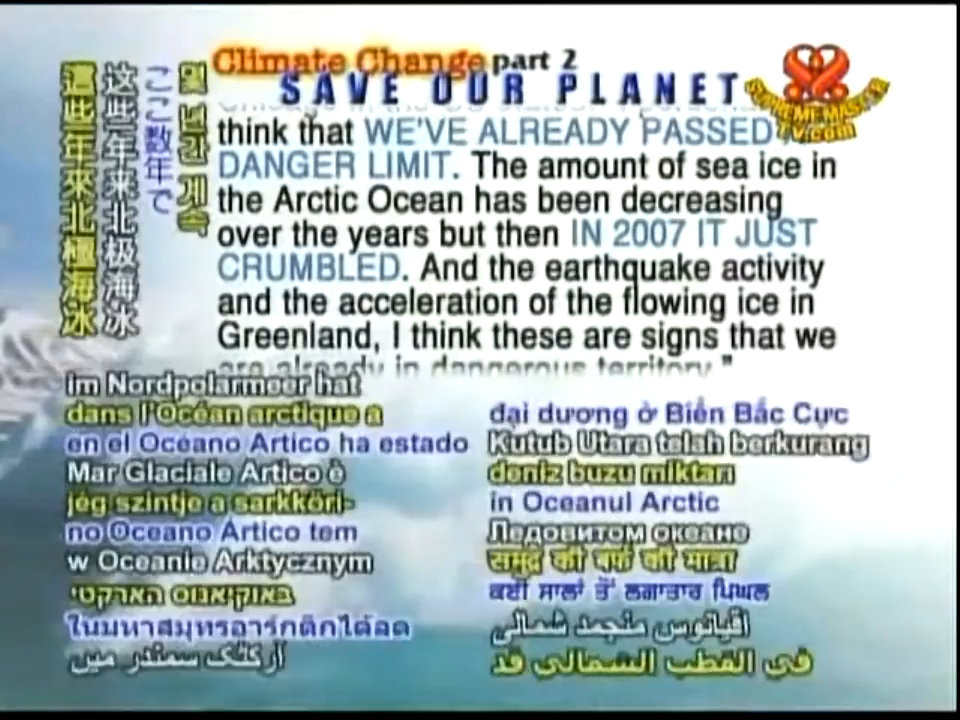 Climate Change part 2
SAVE OUR PLANET
SUPREME MASTER
TV.com
這些年來北極海冰
这些年来北极海冰
ここ数年で
몇 년간 계속
think that WE'VE ALREADY PASSED
DANGER LIMIT. The amount of sea ice in
the Arctic Ocean has been decreasing
over the years but then IN 2007 IT JUST
CRUMBLED. And the earthquake activity
and the acceleration of the flowing ice in
Greenland, I think these are signs that we
are already in dangerous territory."
im Nordpolarmeer hat
dans l'Océan arctique a
en el Océano Ártico ha estado
Mar Glaciale Artico è
jég szintje a sarkköri-
no Oceano Ártico tem
w Oceanie Arktycznym
באוקיאנוס הארקטי
ในมหาสมุทรอาร์กติกได้ลด
آرکٹک سمندر میں
đại dương ở Biển Bắc Cực
Kutub Utara telah berkurang
deniz buzu miktarı
în Oceanul Arctic
Ледовитом океане
समुद्र की बर्फ की मात्रा
ਕਈ ਸਾਲਾਂ ਤੋਂ ਲਗਾਤਾਰ ਪਿਘਲ
اقیانوس منجمد شمالی
في القطب الشمالي قد